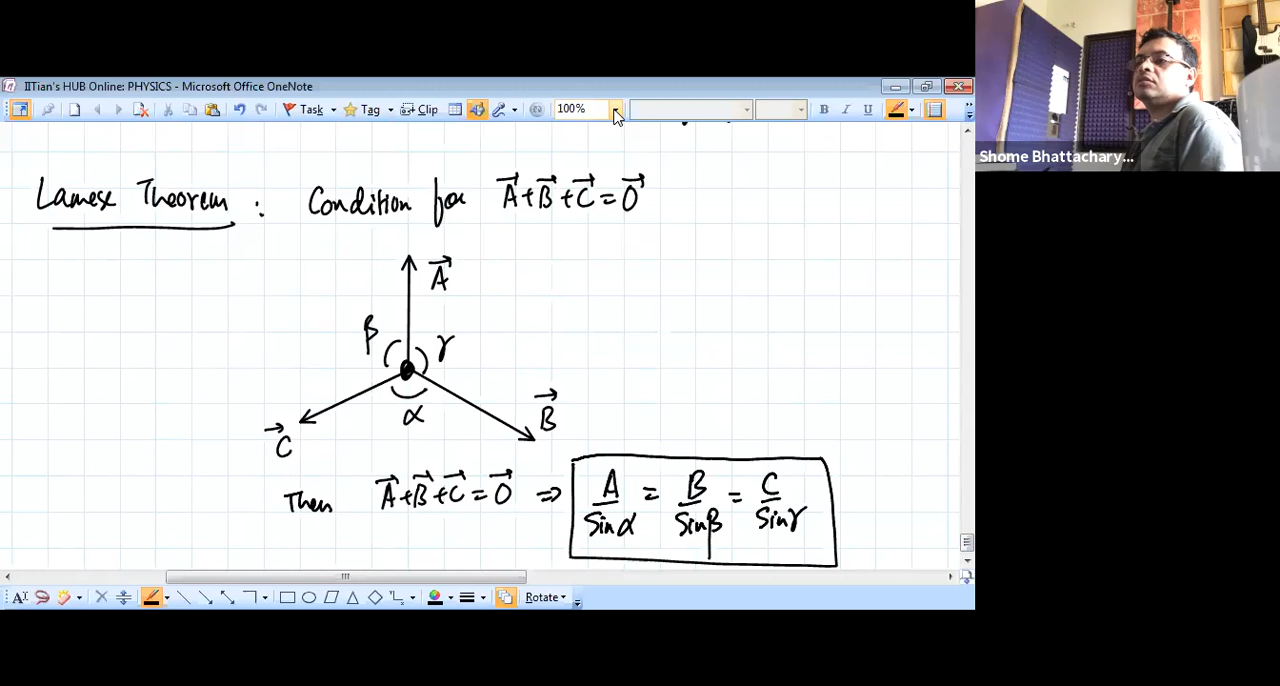 IITian's HUB Online: PHYSICS - Microsoft Office OneNote
Task Tag Clip 100% B I U
Shome Bhattachary...
Lamese Theorem : Condition for A⃗+B⃗+C⃗=0⃗
A⃗
β γ
α
B⃗
C⃗
Then A⃗+B⃗+C⃗=0⃗ ⇒ A/Sinα = B/Sinβ = C/Sinγ
Rotate